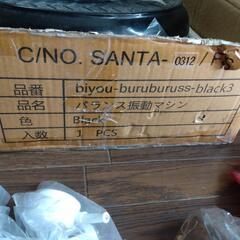 C/NO. SANTA- 0312 / FS
品番 biyou-buruburuss-black3
品名 バランス振動マシン
色 Black
入数 1 PCS